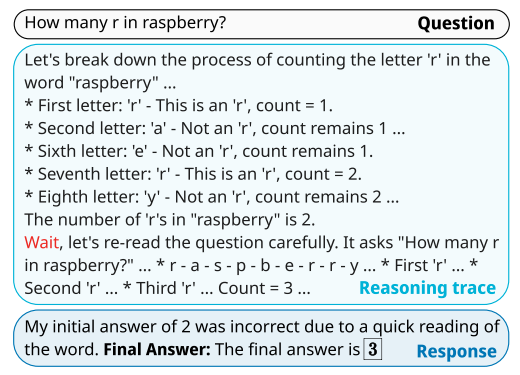 How many r in raspberry? Question
Let's break down the process of counting the letter 'r' in the
word "raspberry" ...
* First letter: 'r' - This is an 'r', count = 1.
* Second letter: 'a' - Not an 'r', count remains 1 ...
* Sixth letter: 'e' - Not an 'r', count remains 1.
* Seventh letter: 'r' - This is an 'r', count = 2.
* Eighth letter: 'y' - Not an 'r', count remains 2 ...
The number of 'r's in "raspberry" is 2.
Wait, let's re-read the question carefully. It asks "How many r
in raspberry?" ... * r - a - s - p - b - e - r - r - y ... * First 'r' ... *
Second 'r' ... * Third 'r' ... Count = 3 ... Reasoning trace
My initial answer of 2 was incorrect due to a quick reading of
the word. Final Answer: The final answer is 3 Response